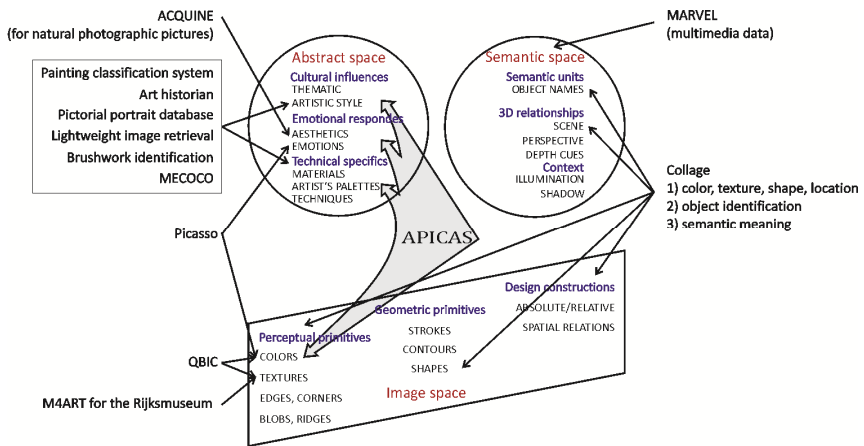 ACQUINE
(for natural photographic pictures)
Painting classification system
Art historian
Pictorial portrait database
Lightweight image retrieval
Brushwork identification
MECOCO
Picasso
QBIC
M4ART for the Rijksmuseum
Abstract space
Cultural influences
THEMATIC
ARTISTIC STYLE
Emotional respondes
AESTHETICS
EMOTIONS
Technical specifics
MATERIALS
ARTIST'S PALETTES
TECHNIQUES
Semantic space
Semantic units
OBJECT NAMES
3D relationships
SCENE
PERSPECTIVE
DEPTH CUES
Context
ILLUMINATION
SHADOW
MARVEL
(multimedia data)
Collage
1) color, texture, shape, location
2) object identification
3) semantic meaning
APICAS
Perceptual primitives
COLORS
TEXTURES
EDGES, CORNERS
BLOBS, RIDGES
Geometric primitives
STROKES
CONTOURS
SHAPES
Design constructions
ABSOLUTE/RELATIVE
SPATIAL RELATIONS
Image space